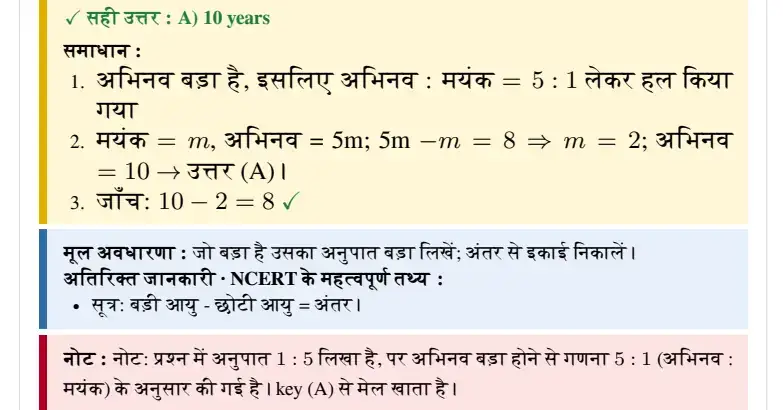 ✓ सही उत्तर : A) 10 years
समाधान :
1. अभिनव बड़ा है, इसलिए अभिनव : मयंक = 5 : 1 लेकर हल किया
गया
2. मयंक = m, अभिनव = 5m; 5m −m = 8 ⇒ m = 2; अभिनव
= 10 → उत्तर (A)।
3. जाँच: 10 − 2 = 8 ✓
मूल अवधारणा : जो बड़ा है उसका अनुपात बड़ा लिखें; अंतर से इकाई निकालें।
अतिरिक्त जानकारी · NCERT के महत्वपूर्ण तथ्य :
• सूत्र: बड़ी आयु - छोटी आयु = अंतर।
नोट : नोट: प्रश्न में अनुपात 1 : 5 लिखा है, पर अभिनव बड़ा होने से गणना 5 : 1 (अभिनव :
मयंक) के अनुसार की गई है। key (A) से मेल खाता है।